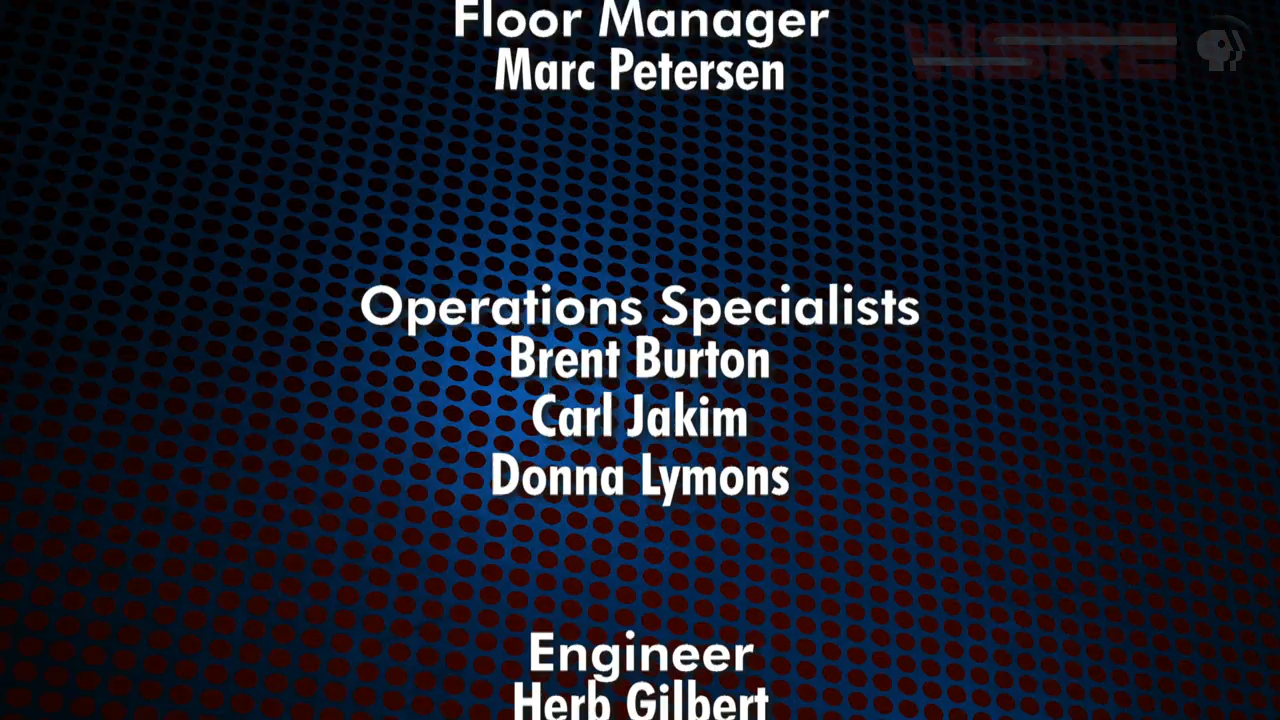 Floor Manager
Marc Petersen
WSRE
Operations Specialists
Brent Burton
Carl Jakim
Donna Lymons
Engineer
Herb Gilbert